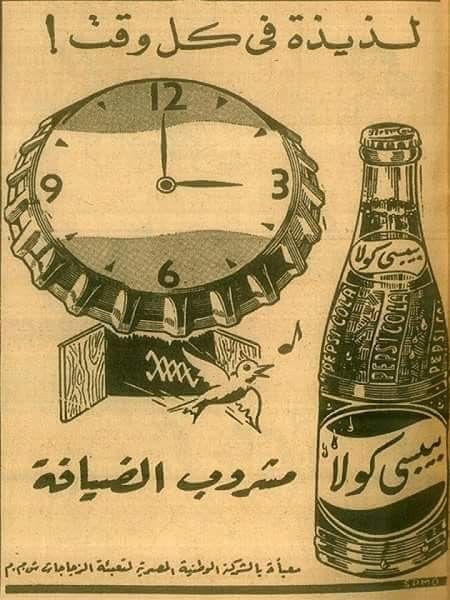 لذيذة فى كل وقت !
12
9
3
6
بيبسى كولا
PEPSI COLA
PEPSI COLA
PEPSI COLA
بيبسى كولا
مشروب الضيافة
معبأة بالشركة الوطنية المصرية لتعبئة الزجاجات ش.م.م